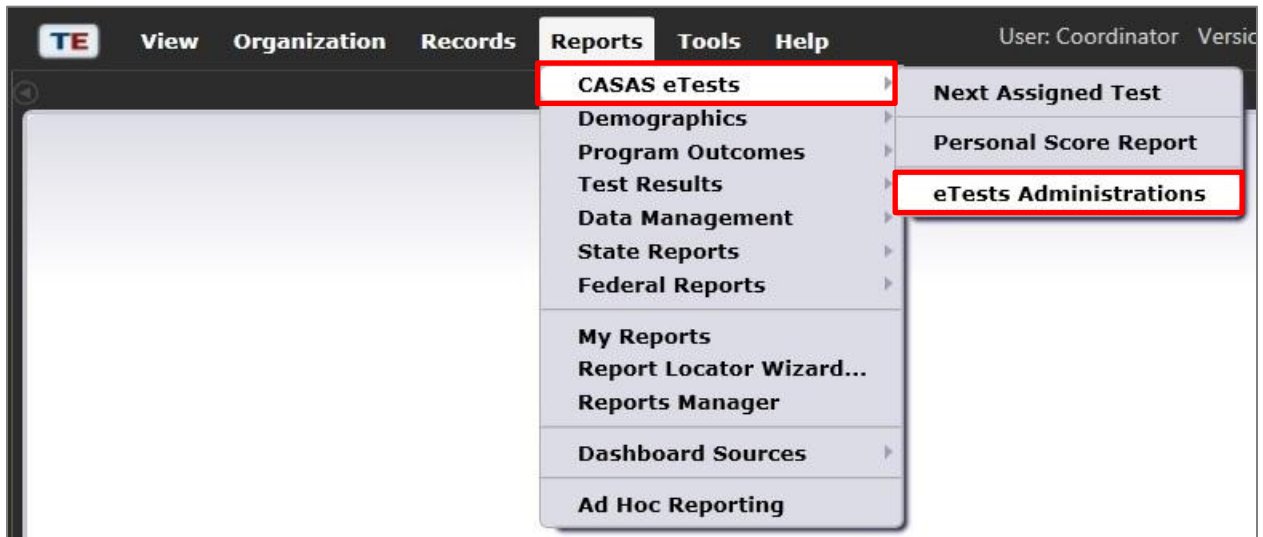 TE View Organization Records Reports Tools Help User: Coordinator Versic
CASAS eTests
Demographics
Program Outcomes
Test Results
Data Management
State Reports
Federal Reports
My Reports
Report Locator Wizard...
Reports Manager
Dashboard Sources
Ad Hoc Reporting
Next Assigned Test
Personal Score Report
eTests Administrations